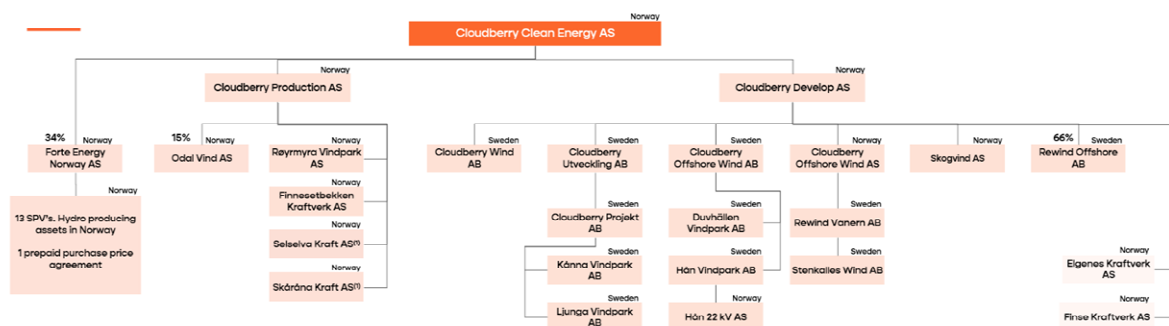 Norway
Cloudberry Clean Energy AS
Norway
Cloudberry Production AS
Norway
Cloudberry Develop AS
34%
Norway
Forte Energy
Norway AS
15%
Norway
Odal Vind AS
Norway
Røyrmyra Vindpark
AS
Sweden
Cloudberry Wind
B
Sweden
Cloudberry
Utveckling AB
Sweden
Cloudberry
Offshore Wind AB
Norway
Cloudberry
Offshore Wind AS
Norway
Skogvind AS
66%
Sweden
Rewind Offshore
AB
Norway
13 SPV's. Hydro producing
assets in Norway
1 prepaid purchase price
agreement
Norway
Finnesetbekken
Kraftverk AS
Norway
Selselva Kraft AS(1)
Norway
Skåråna Kraft AS(1)
Sweden
Cloudberry Projekt
AB
Sweden
Kånna Vindpark
AB
Sweden
Ljunga Vindpark
AB
Sweden
Duvhällen
Vindpark AB
Sweden
Hån Vindpark AB
Norway
Hån 22 kV AS
Sweden
Rewind Vanern AB
Sweden
Stenkalles Wind AB
Norway
Eigenes Kraftverk
AS
Norway
Finse Kraftverk AS